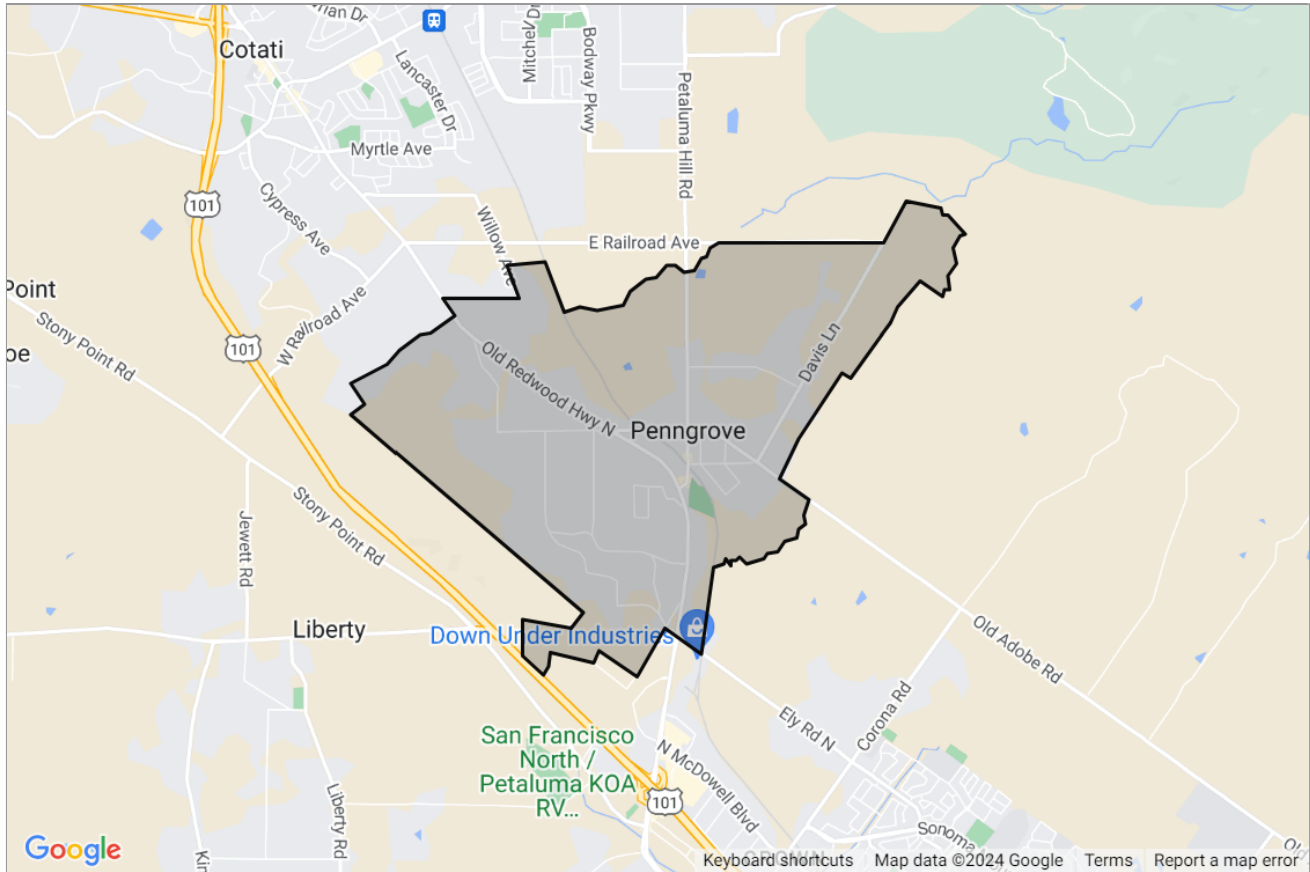 Cotati
Mitchell Dr
Bodway Pkwy
Lancaster Dr
Petaluma Hill Rd
Myrtle Ave
101
Cypress Ave
Willow Ave
E Railroad Ave
Point
Stony Point Rd
W Railroad Ave
101
Old Redwood Hwy N
Davis Ln
Penngrove
Stony Point Rd
Jewett Rd
Liberty
Down Under Industries
Old Adobe Rd
Ely Rd N
Corona Rd
San Francisco
North /
Petaluma KOA
RV...
N McDowell Blvd
101
Liberty Rd
Sonoma
Google
Keyboard shortcuts
Map data ©2024 Google
Terms
Report a map error